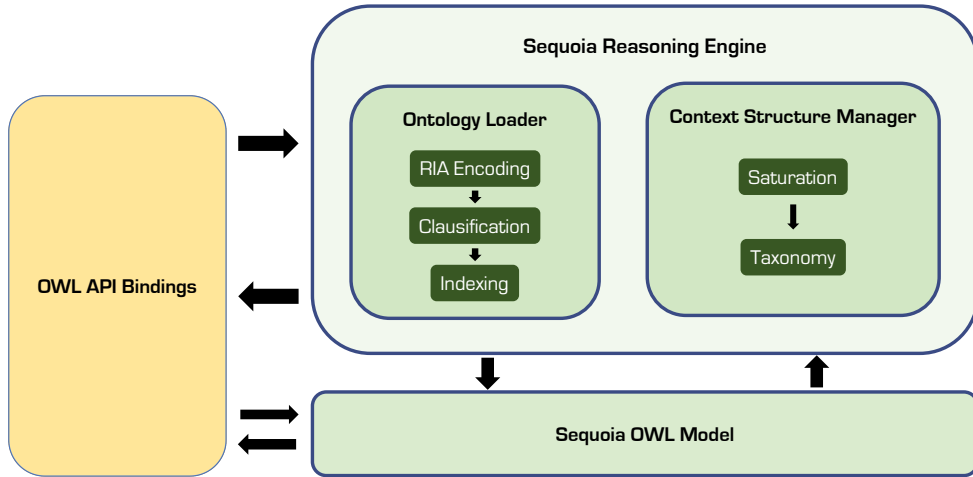 Sequoia Reasoning Engine
Ontology Loader
RIA Encoding
Clausification
Indexing
Context Structure Manager
Saturation
Taxonomy
OWL API Bindings
Sequoia OWL Model